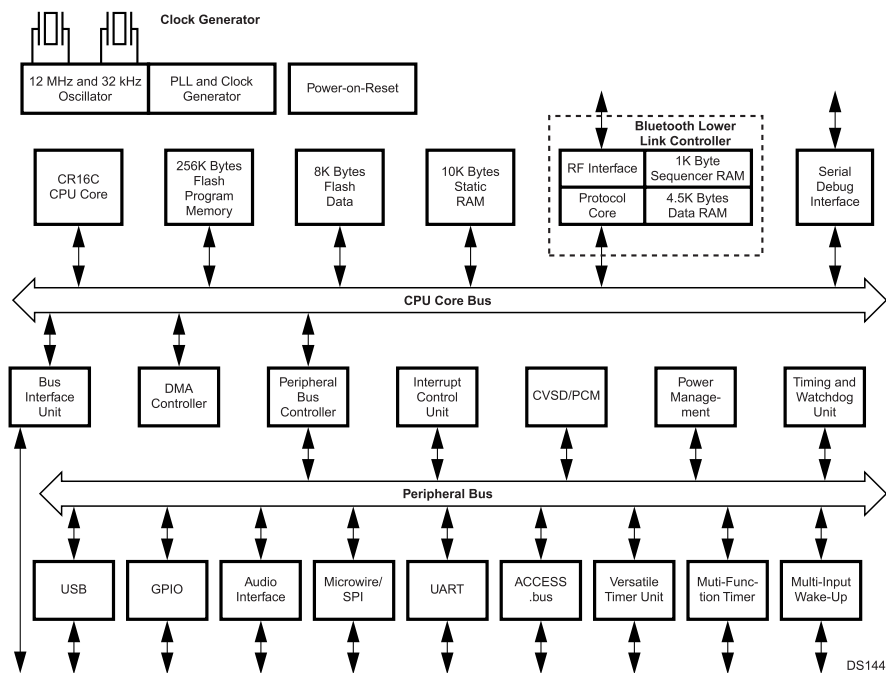 Clock Generator
12 MHz and 32 kHz
Oscillator
PLL and Clock
Generator
Power-on-Reset
Bluetooth Lower
Link Controller
CR16C
CPU Core
256K Bytes
Flash
Program
Memory
8K Bytes
Flash
Data
10K Bytes
Static
RAM
RF Interface
1K Byte
Sequencer RAM
Protocol
Core
4.5K Bytes
Data RAM
Serial
Debug
Interface
CPU Core Bus
Bus
Interface
Unit
DMA
Controller
Peripheral
Bus
Controller
Interrupt
Control
Unit
CVSD/PCM
Power
Manage-
ment
Timing and
Watchdog
Unit
Peripheral Bus
USB
GPIO
Audio
Interface
Microwire/
SPI
UART
ACCESS
.bus
Versatile
Timer Unit
Muti-Func-
tion Timer
Multi-Input
Wake-Up
DS144